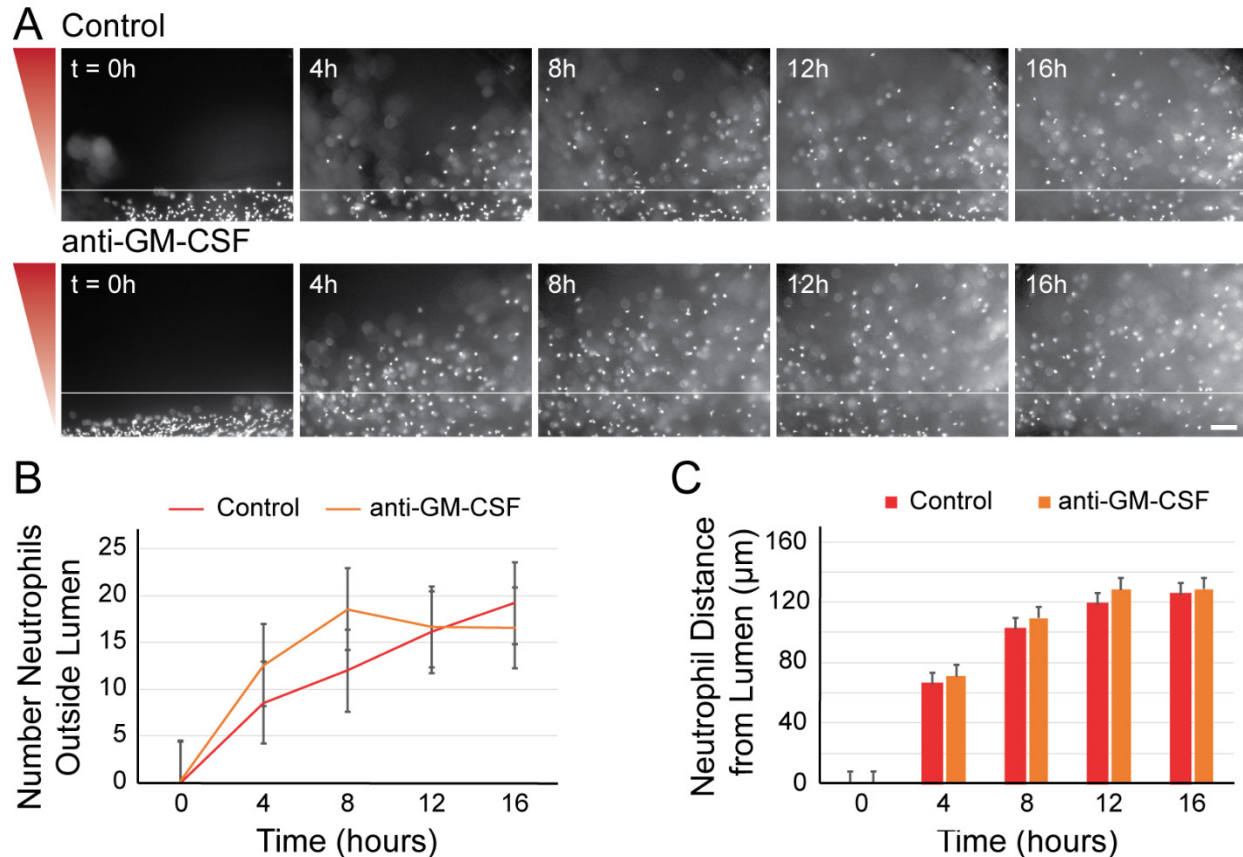 A
Control
t = 0h
4h
8h
12h
16h
anti-GM-CSF
t = 0h
4h
8h
12h
16h
B
Control
anti-GM-CSF
Number Neutrophils
Outside Lumen
25
20
15
10
5
0
0 4 8 12 16
Time (hours)
C
Control
anti-GM-CSF
Neutrophil Distance
from Lumen (µm)
160
120
80
40
0
0 4 8 12 16
Time (hours)